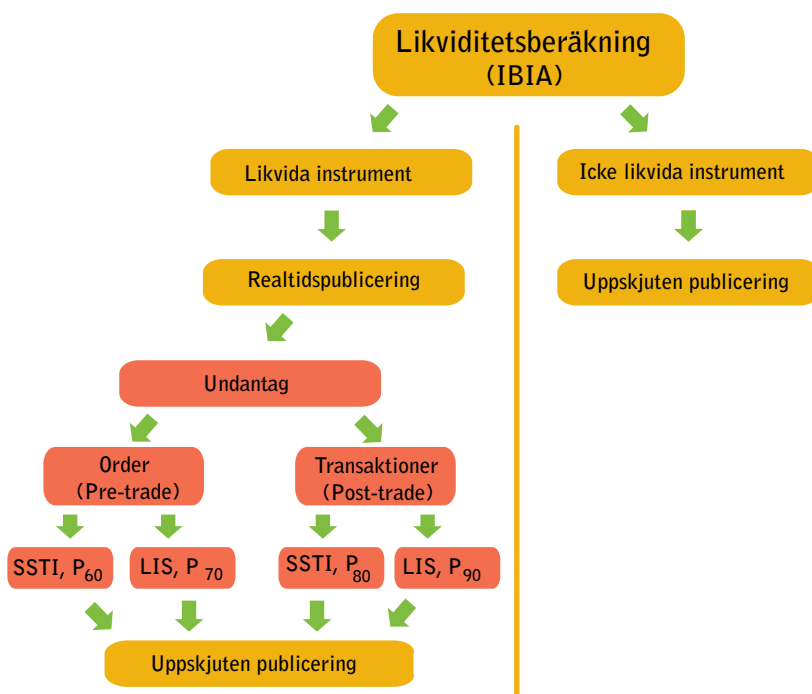 Likviditetsberäkning
(IBIA)
Likvida instrument
Icke likvida instrument
Realtidspublicering
Uppskjuten publicering
Undantag
Order
(Pre-trade)
Transaktioner
(Post-trade)
SSTI, P60
LIS, P 70
SSTI, P80
LIS, P90
Uppskjuten publicering